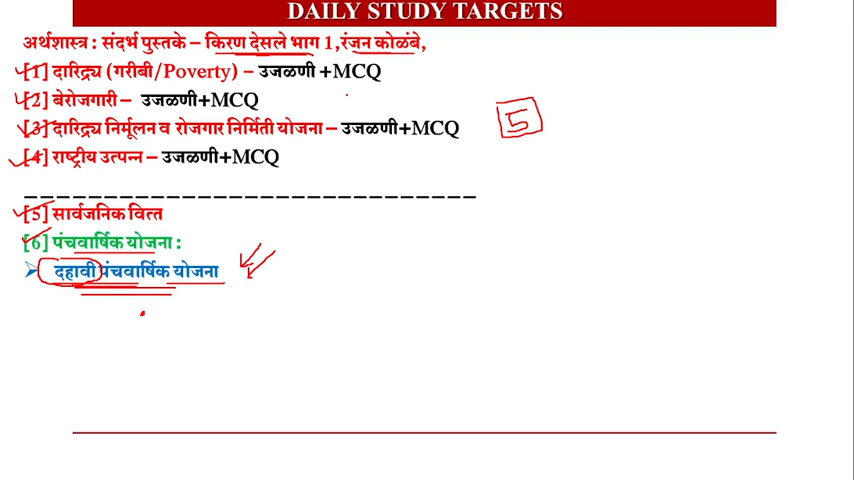 DAILY STUDY TARGETS
अर्थशास्त्र : संदर्भ पुस्तके – किरण देसले भाग 1,रंजन कोळंबे,
[1] दारिद्र्य (गरीबी/Poverty) – उजळणी +MCQ
[2] बेरोजगारी – उजळणी+MCQ
[3] दारिद्र्य निर्मूलन व रोजगार निर्मिती योजना – उजळणी+MCQ
5
[4] राष्ट्रीय उत्पन्न – उजळणी+MCQ
[5] सार्वजनिक वित्त
[6] पंचवार्षिक योजना :
➢ दहावी पंचवार्षिक योजना